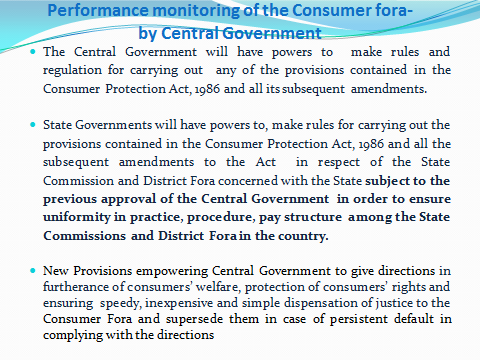 Performance monitoring of the Consumer fora-
by Central Government
• The Central Government will have powers to make rules and
regulation for carrying out any of the provisions contained in the
Consumer Protection Act, 1986 and all its subsequent amendments.
• State Governments will have powers to, make rules for carrying out the
provisions contained in the Consumer Protection Act, 1986 and all the
subsequent amendments to the Act in respect of the State
Commission and District Fora concerned with the State subject to the
previous approval of the Central Government in order to ensure
uniformity in practice, procedure, pay structure among the State
Commissions and District Fora in the country.
• New Provisions empowering Central Government to give directions in
furtherance of consumers' welfare, protection of consumers' rights and
ensuring speedy, inexpensive and simple dispensation of justice to the
Consumer Fora and supersede them in case of persistent default in
complying with the directions